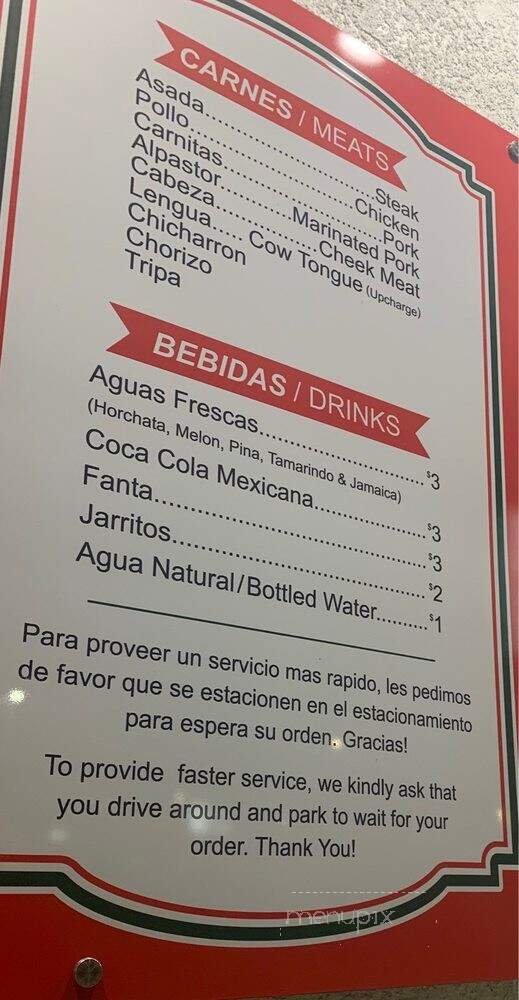 CARNES / MEATS
Asada..............................Steak
Pollo..............................Chicken
Carnitas..............................Pork
Alpastor............Marinated Pork
Cabeza..................Cheek Meat
Lengua..... Cow Tongue (Upcharge)
Chicharron
Chorizo
Tripa
BEBIDAS / DRINKS
Aguas Frescas..............................$3
(Horchata, Melon, Pina, Tamarindo & Jamaica)
Coca Cola Mexicana....................$3
Fanta..................................................$3
Jarritos..............................................$2
Agua Natural/Bottled Water..........$1
Para proveer un servicio mas rapido, les pedimos
de favor que se estacionen en el estacionamiento
para espera su orden. Gracias!
To provide faster service, we kindly ask that
you drive around and park to wait for your
order. Thank You!
menupix